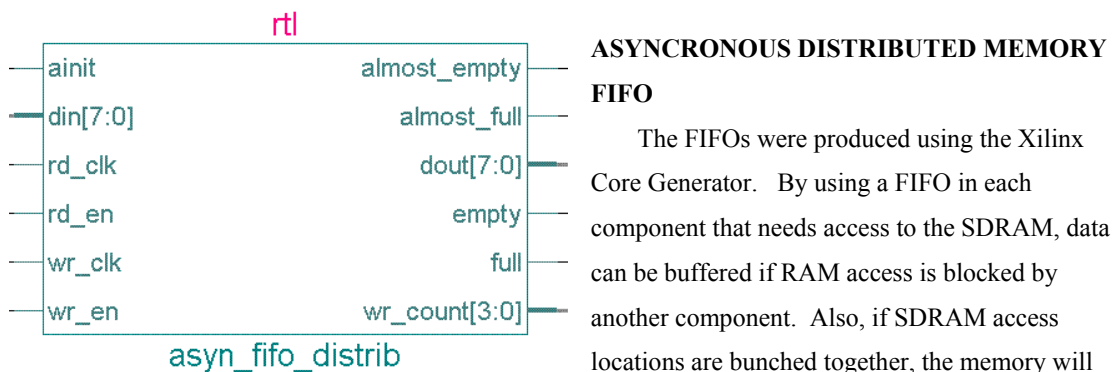 rtl
ainit
din[7:0]
rd_clk
rd_en
wr_clk
wr_en
almost_empty
almost_full
dout[7:0]
empty
full
wr_count[3:0]
asyn_fifo_distrib
ASYNCRONOUS DISTRIBUTED MEMORY
FIFO
The FIFOs were produced using the Xilinx
Core Generator. By using a FIFO in each
component that needs access to the SDRAM, data
can be buffered if RAM access is blocked by
another component. Also, if SDRAM access
locations are bunched together, the memory will